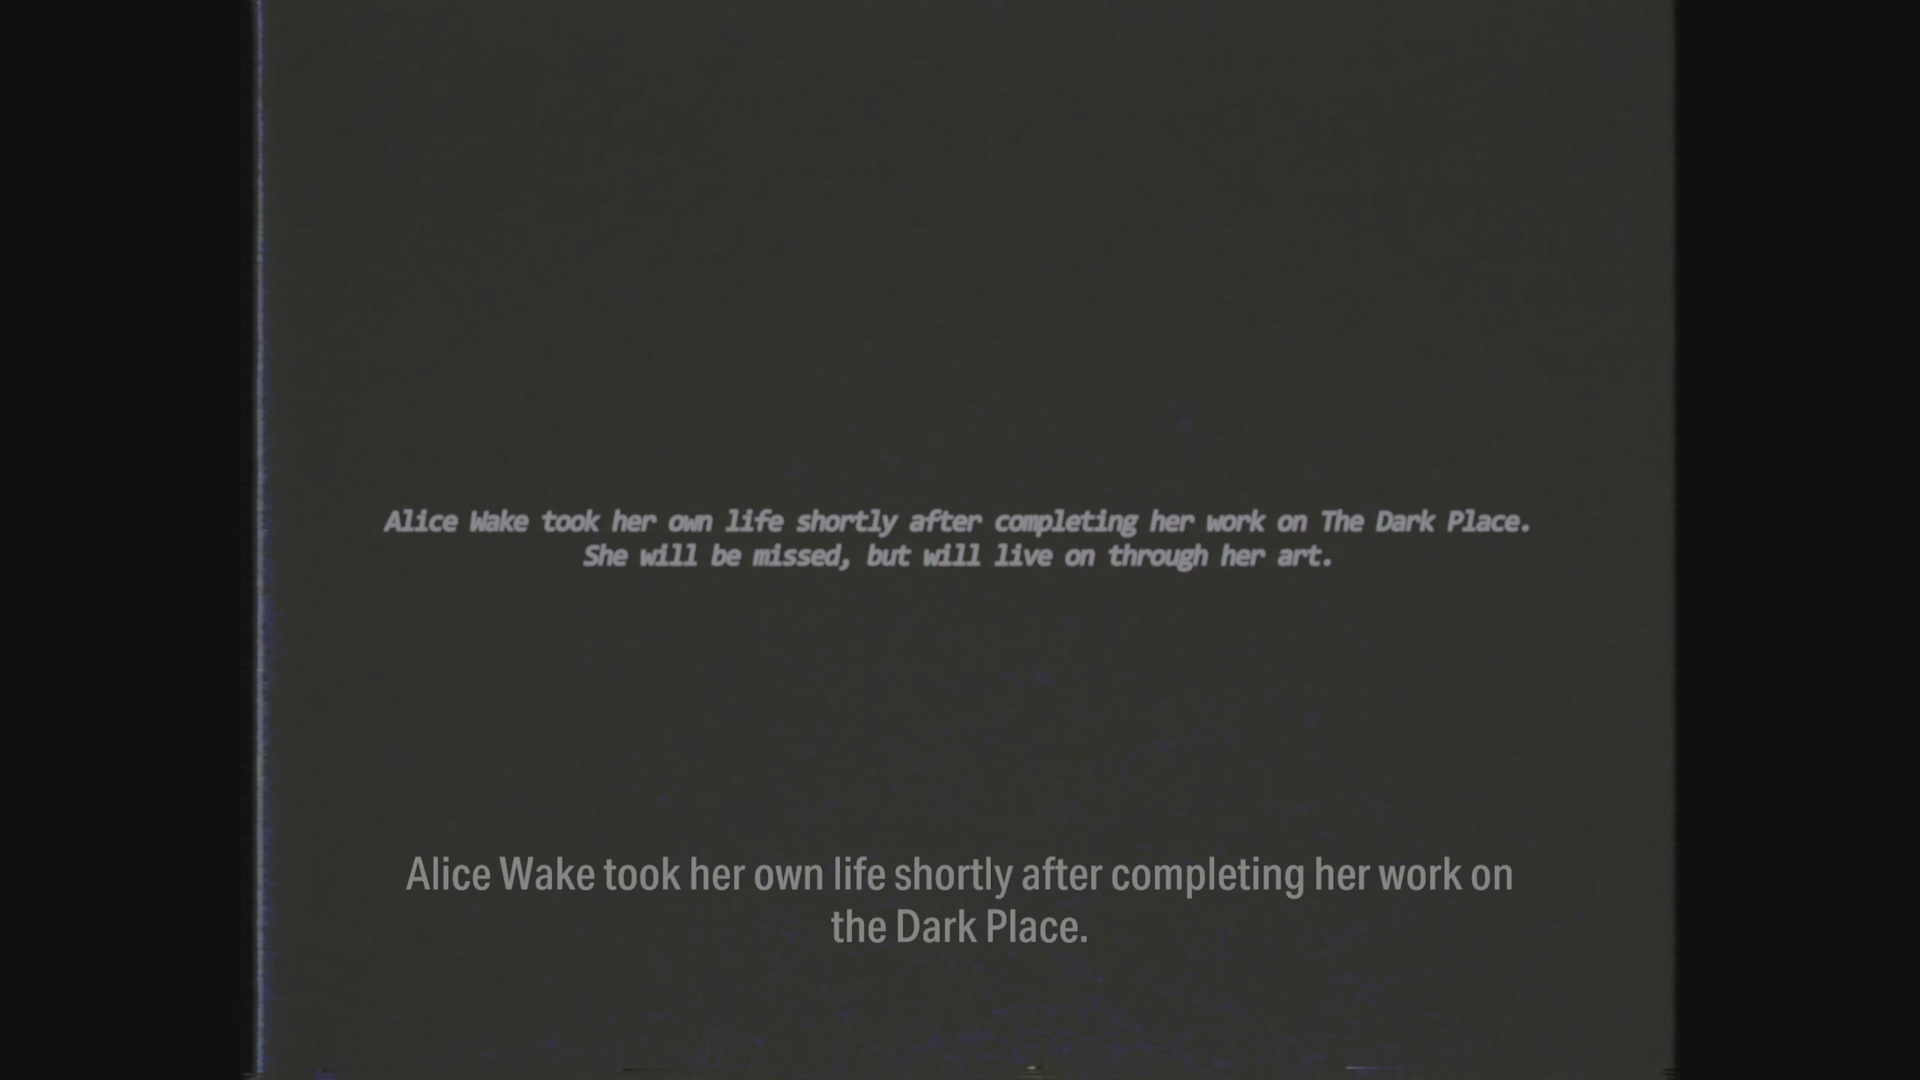 Alice Wake took her own life shortly after completing her work on The Dark Place.
She will be missed, but will live on through her art.
Alice Wake took her own life shortly after completing her work on
the Dark Place.